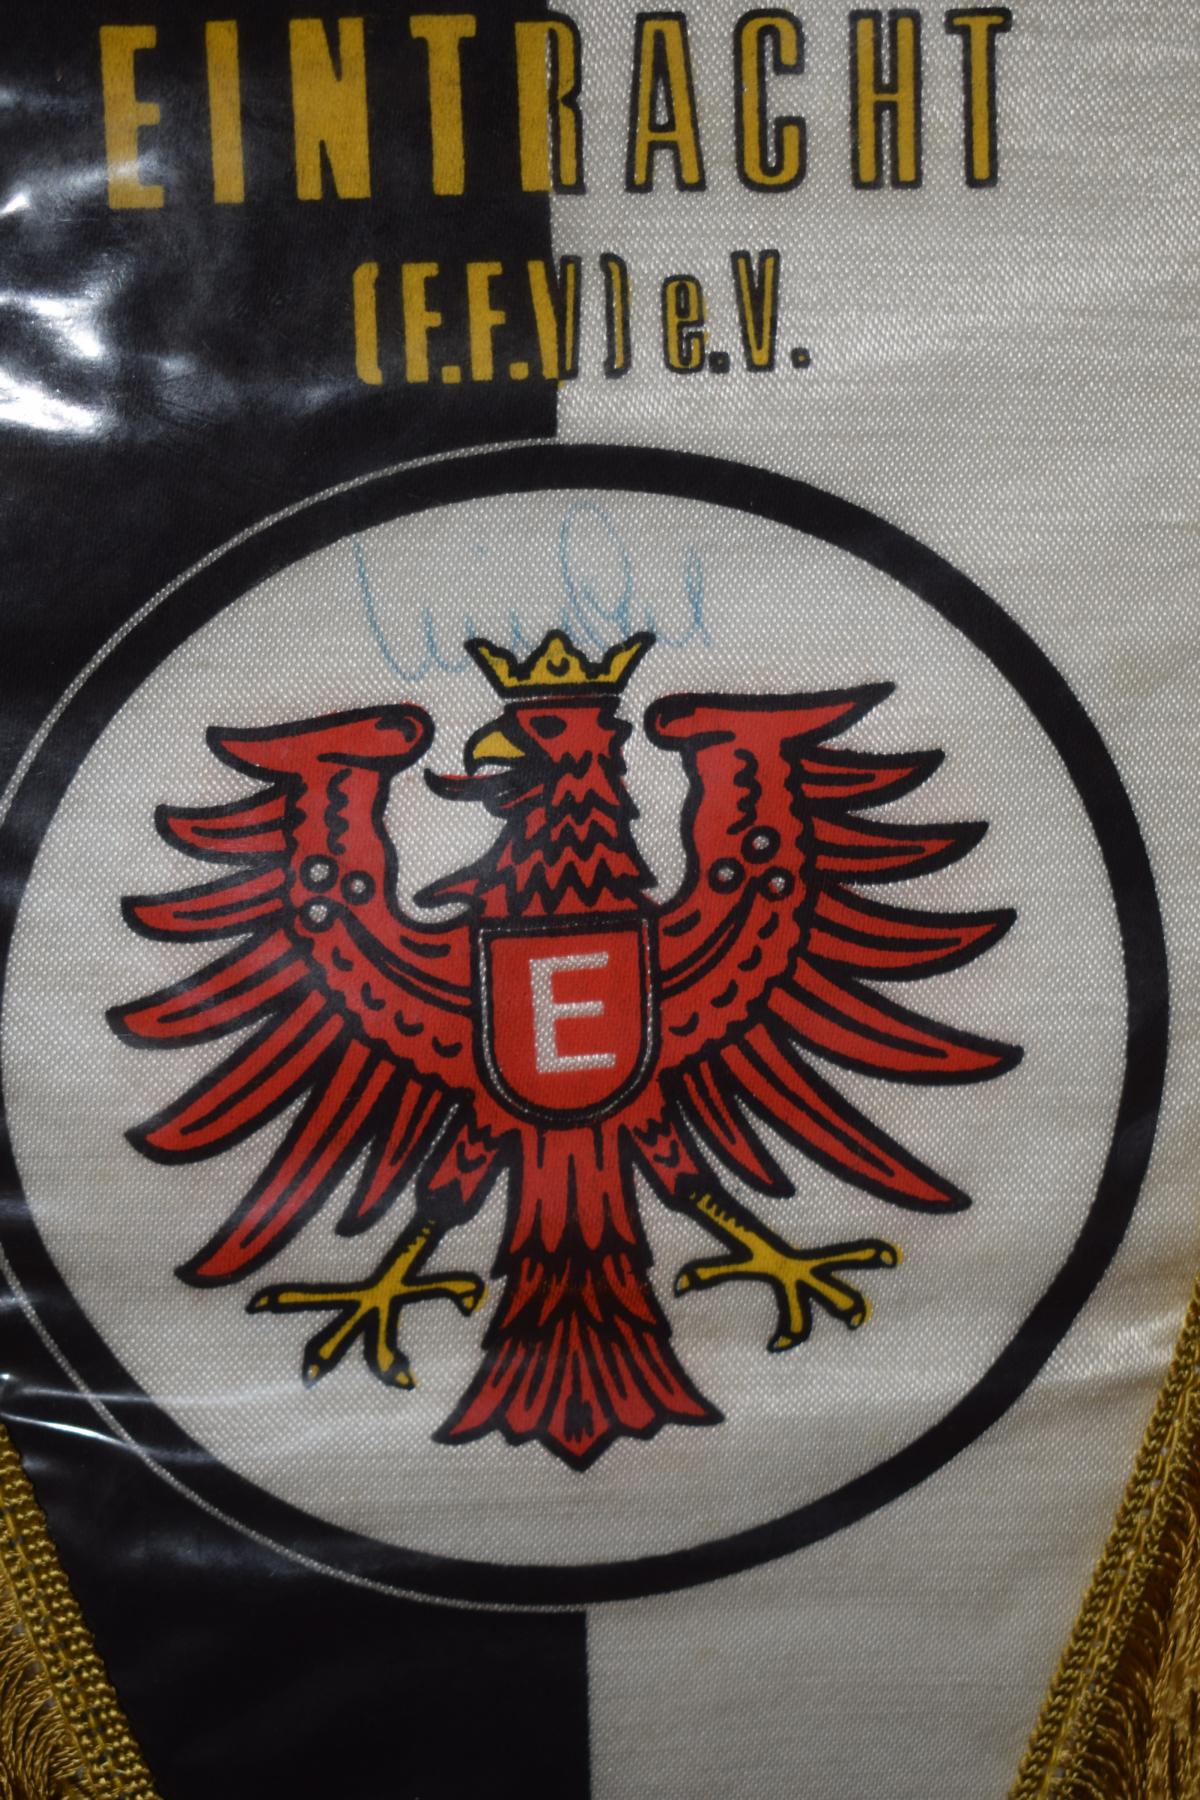 EINTRACHT
(F.F.V) e.V.
E